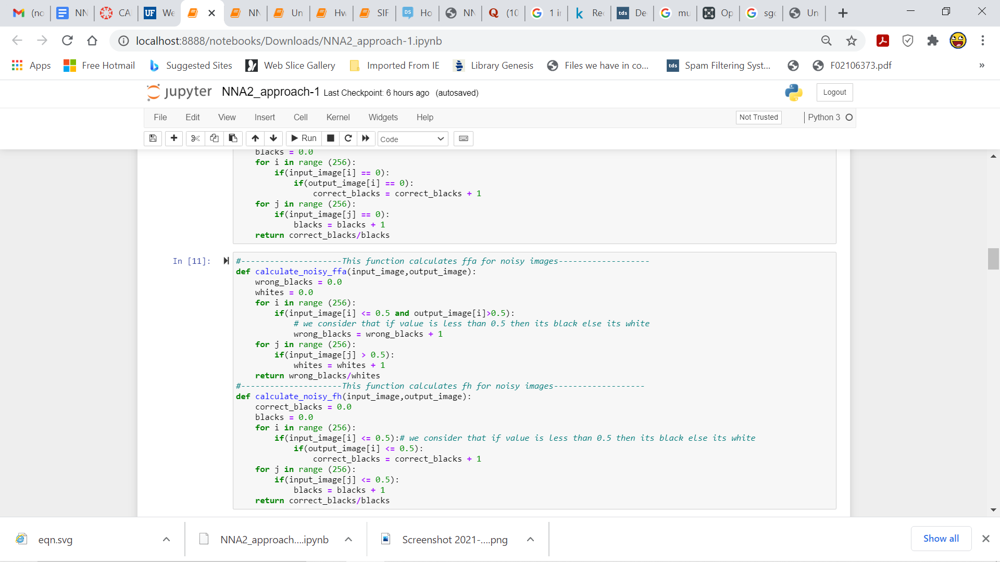 (no
NN
CA
UF We
NN
Un
Hw
SIF
DS Ho
NN
(10
1 i
k Re
tds De
mu
Op
sgd
Un
localhost:8888/notebooks/Downloads/NNA2_approach-1.ipynb
Apps Free Hotmail Suggested Sites Web Slice Gallery Imported From IE Library Genesis Files we have in co... tds Spam Filtering Syst... F02106373.pdf »
jupyter NNA2_approach-1 Last Checkpoint: 6 hours ago (autosaved) Logout
File Edit View Insert Cell Kernel Widgets Help Not Trusted Python 3
Run Code
blacks = 0.0
for i in range (256):
if(input_image[i] == 0):
if(output_image[i] == 0):
correct_blacks = correct_blacks + 1
for j in range (256):
if(input_image[j] == 0):
blacks = blacks + 1
return correct_blacks/blacks
In [11]: #---------------------This function calculates ffa for noisy images-------------------
def calculate_noisy_ffa(input_image,output_image):
wrong_blacks = 0.0
whites = 0.0
for i in range (256):
if(input_image[i] <= 0.5 and output_image[i]>0.5):
# we consider that if value is less than 0.5 then its black else its white
wrong_blacks = wrong_blacks + 1
for j in range (256):
if(input_image[j] > 0.5):
whites = whites + 1
return wrong_blacks/whites
#---------------------This function calculates fh for noisy images-------------------
def calculate_noisy_fh(input_image,output_image):
correct_blacks = 0.0
blacks = 0.0
for i in range (256):
if(input_image[i] <= 0.5):# we consider that if value is less than 0.5 then its black else its white
if(output_image[i] <= 0.5):
correct_blacks = correct_blacks + 1
for j in range (256):
if(input_image[j] <= 0.5):
blacks = blacks + 1
return correct_blacks/blacks
eqn.svg NNA2_approach....ipynb Screenshot 2021-....png Show all